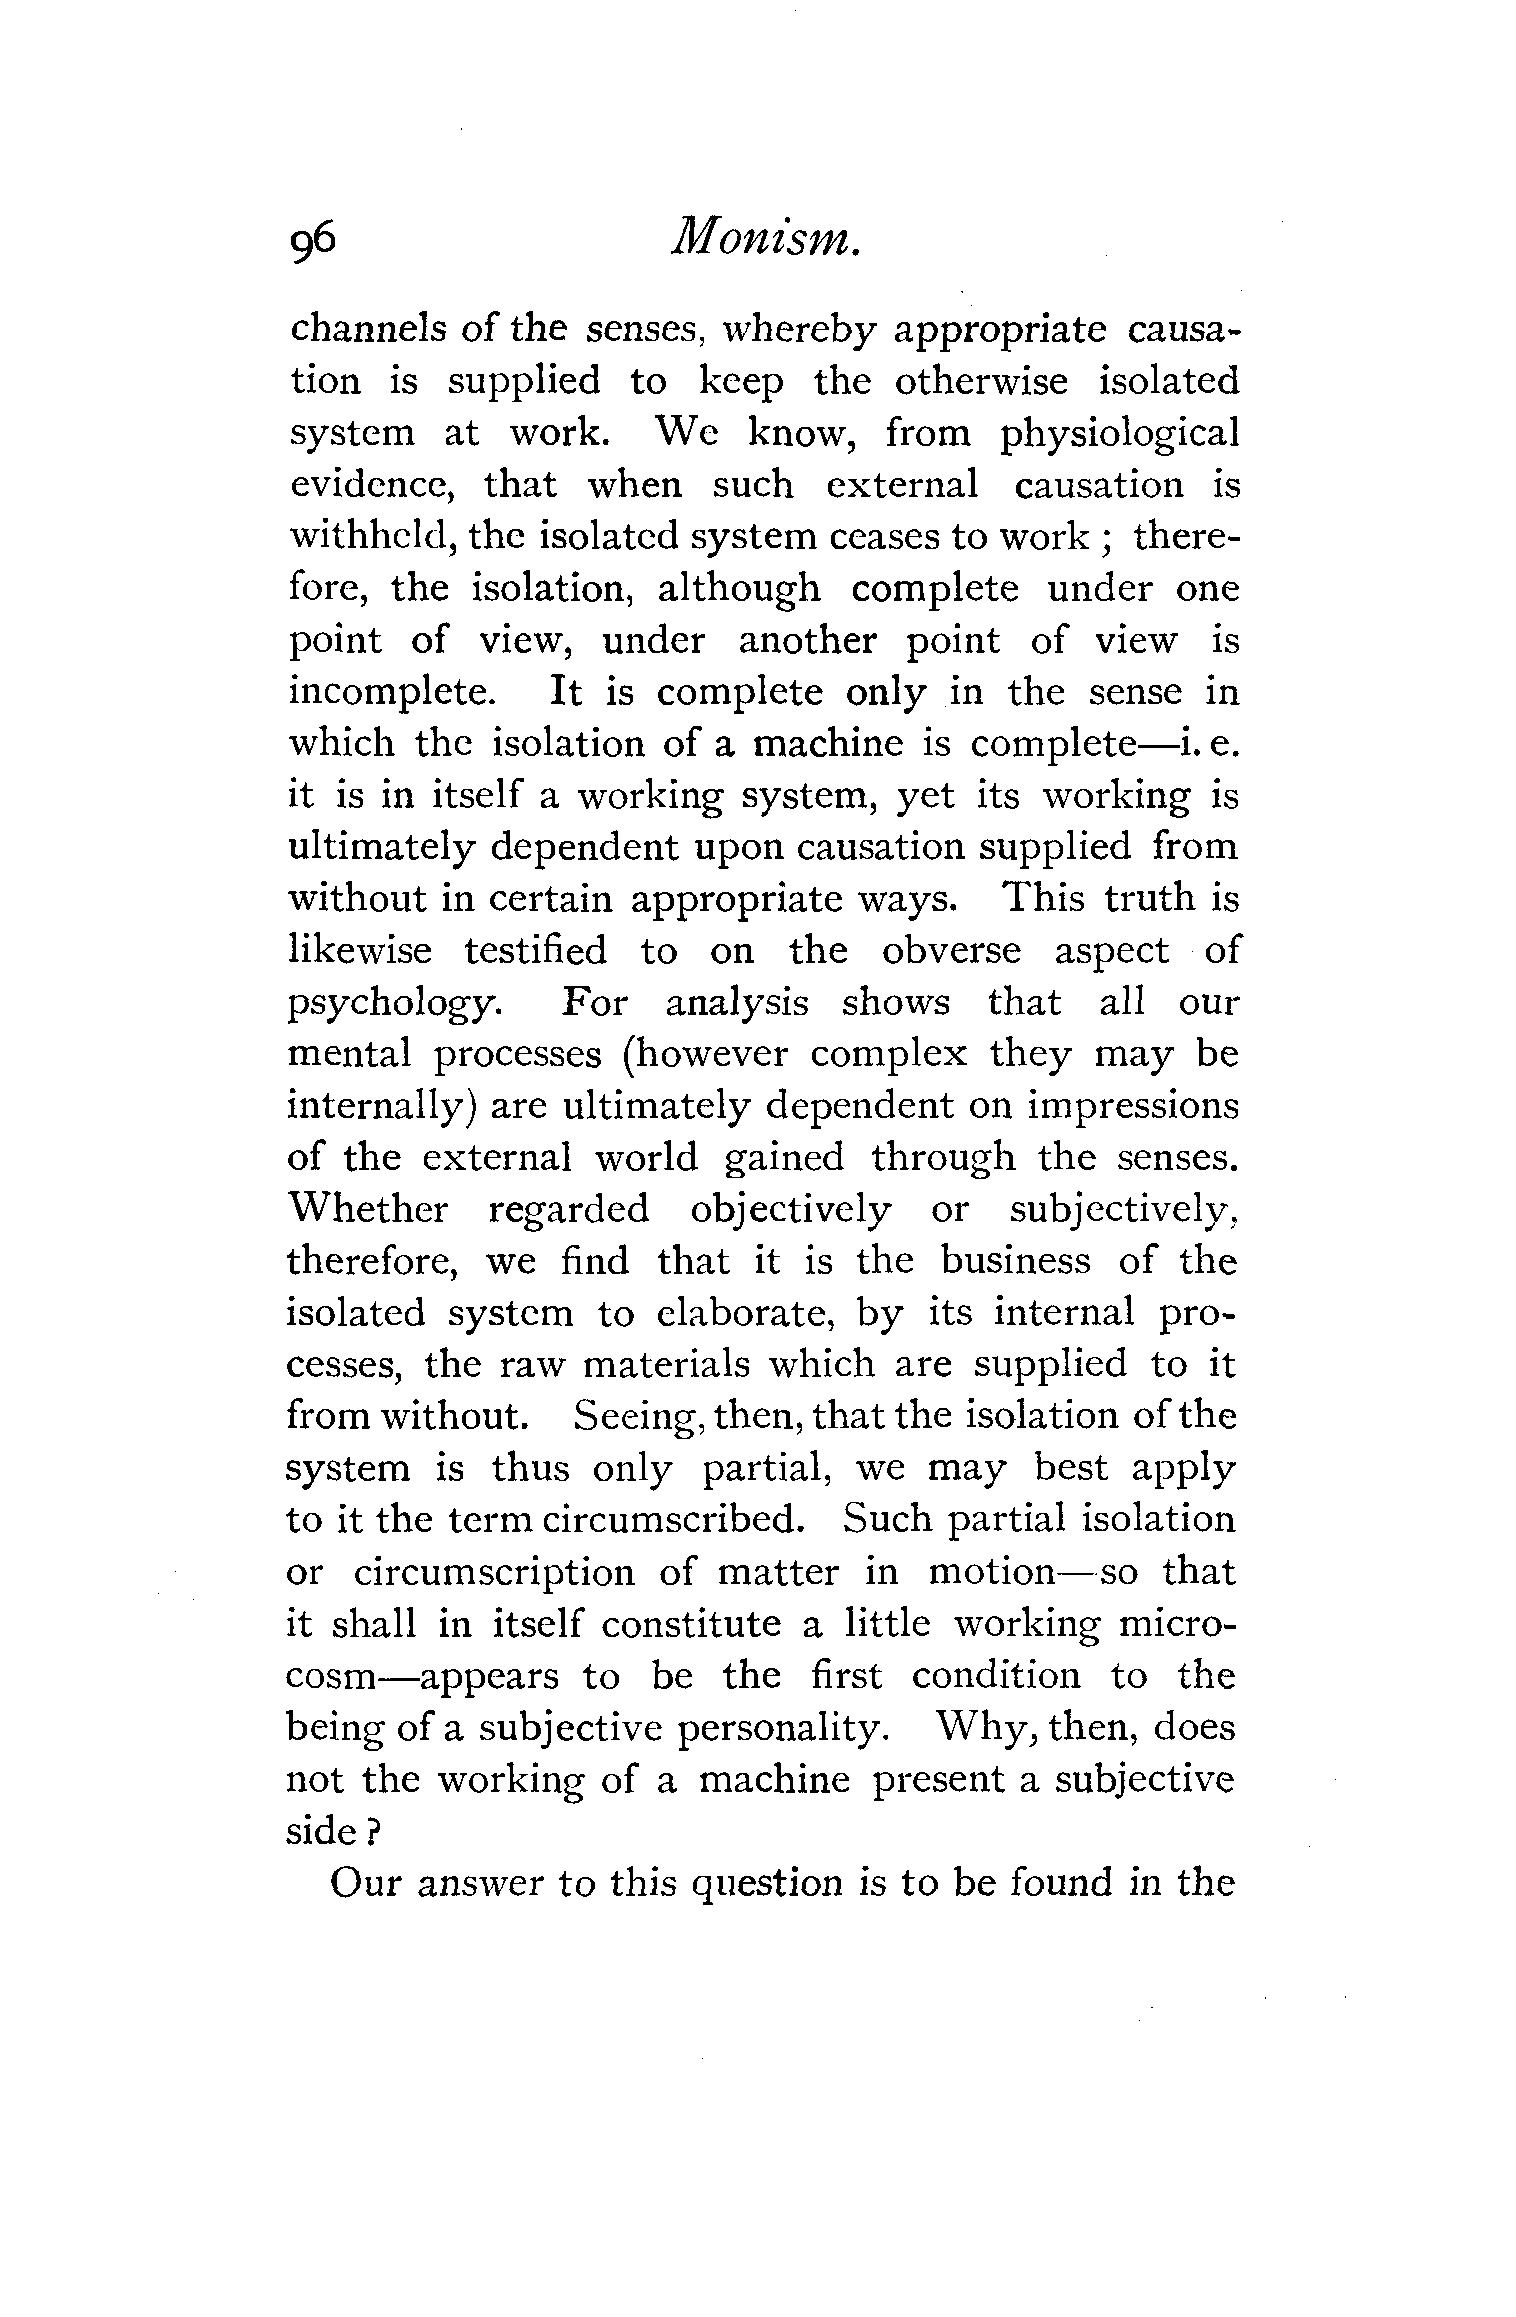 96 Monism.
channels of the senses, whereby appropriate causa-
tion is supplied to keep the otherwise isolated
system at work. We know, from physiological
evidence, that when such external causation is
withheld, the isolated system ceases to work ; there-
fore, the isolation, although complete under one
point of view, under another point of view is
incomplete. It is complete only in the sense in
which the isolation of a machine is complete—i. e.
it is in itself a working system, yet its working is
ultimately dependent upon causation supplied from
without in certain appropriate ways. This truth is
likewise testified to on the obverse aspect of
psychology. For analysis shows that all our
mental processes (however complex they may be
internally) are ultimately dependent on impressions
of the external world gained through the senses.
Whether regarded objectively or subjectively,
therefore, we find that it is the business of the
isolated system to elaborate, by its internal pro-
cesses, the raw materials which are supplied to it
from without. Seeing, then, that the isolation of the
system is thus only partial, we may best apply
to it the term circumscribed. Such partial isolation
or circumscription of matter in motion—so that
it shall in itself constitute a little working micro-
cosm—appears to be the first condition to the
being of a subjective personality. Why, then, does
not the working of a machine present a subjective
side ?
Our answer to this question is to be found in the